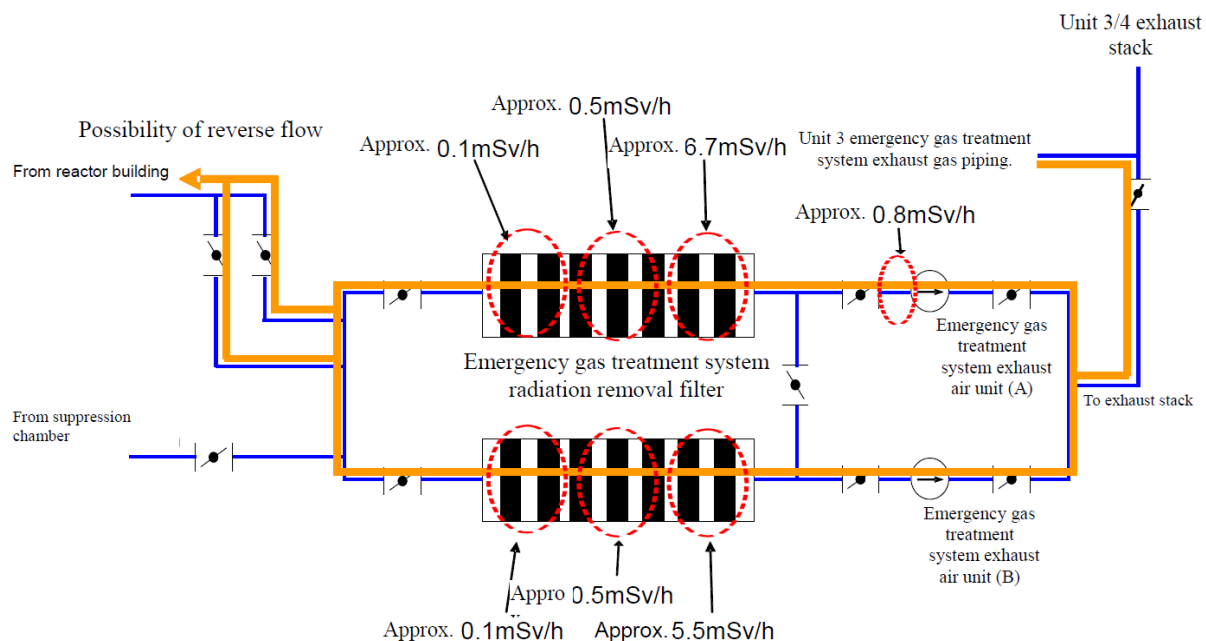 Unit 3/4 exhaust
stack
Approx. 0.5mSv/h
Possibility of reverse flow
Approx. 0.1mSv/h
Approx. 6.7mSv/h
Unit 3 emergency gas treatment
system exhaust gas piping.
From reactor building
Approx. 0.8mSv/h
Emergency gas treatment system
radiation removal filter
Emergency gas
treatment
system exhaust
air unit (A)
To exhaust stack
From suppression
chamber
Emergency gas
treatment
system exhaust
air unit (B)
Appro 0.5mSv/h
Approx. 0.1mSv/h
Approx. 5.5mSv/h